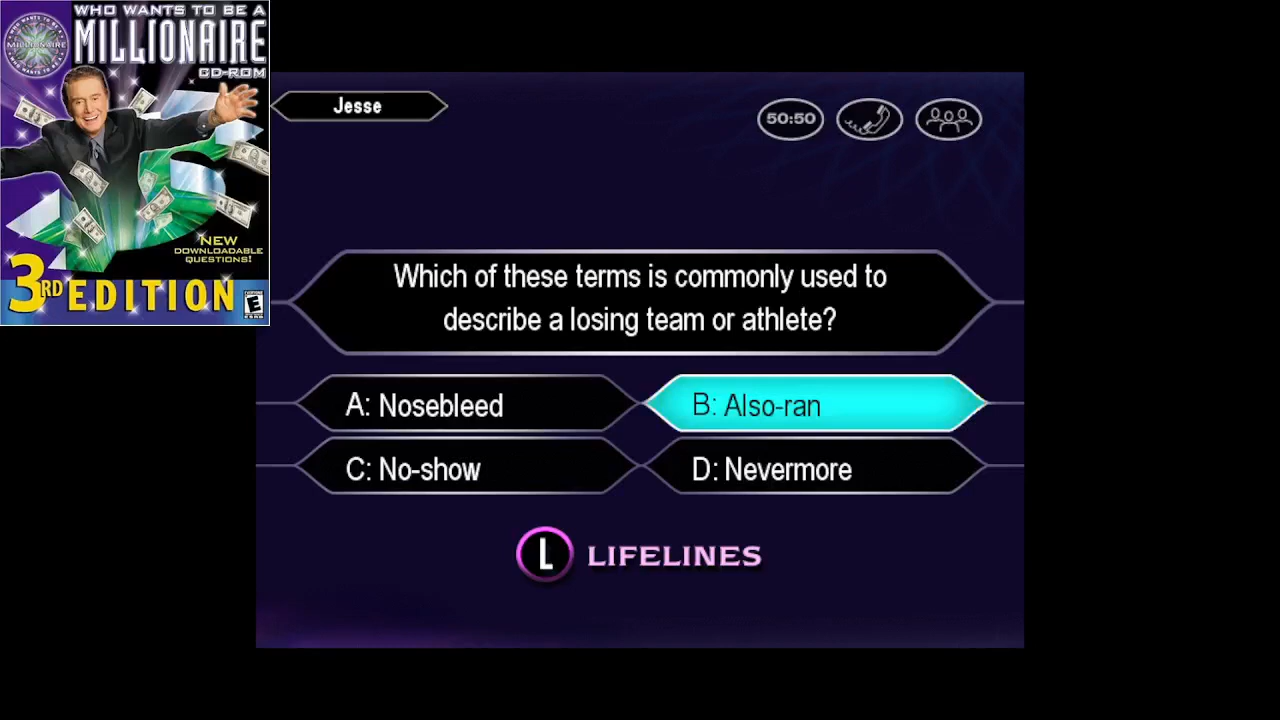 WHO WANTS TO BE A
MILLIONAIRE
CD-ROM
NEW
DOWNLOADABLE
QUESTIONS!
3RD EDITION
E
Jesse
50:50
Which of these terms is commonly used to
describe a losing team or athlete?
A: Nosebleed
B: Also-ran
C: No-show
D: Nevermore
L LIFELINES